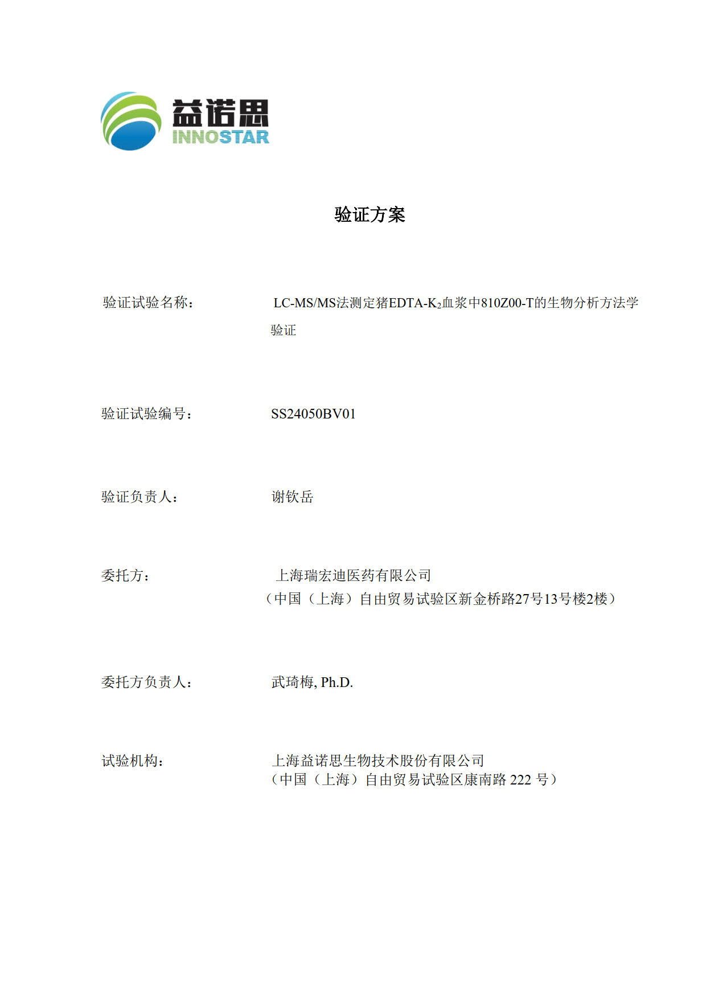 益诺思
INNOSTAR
验证方案
验证试验名称： LC-MS/MS法测定猪EDTA-K₂血浆中810Z00-T的生物分析方法学
验证
验证试验编号： SS24050BV01
验证负责人： 谢钦岳
委托方： 上海瑞宏迪医药有限公司
（中国（上海）自由贸易试验区新金桥路27号13号楼2楼）
委托方负责人： 武琦梅, Ph.D.
试验机构： 上海益诺思生物技术股份有限公司
（中国（上海）自由贸易试验区康南路 222 号）